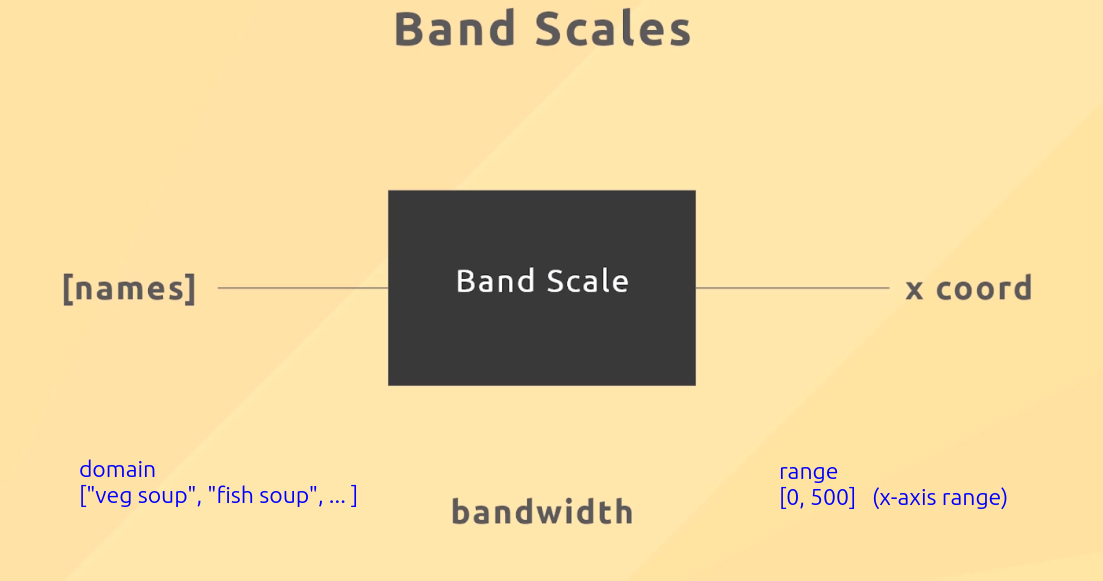 Band Scales
[names]
Band Scale
x coord
domain
["veg soup", "fish soup", ... ]
bandwidth
range
[0, 500] (x-axis range)